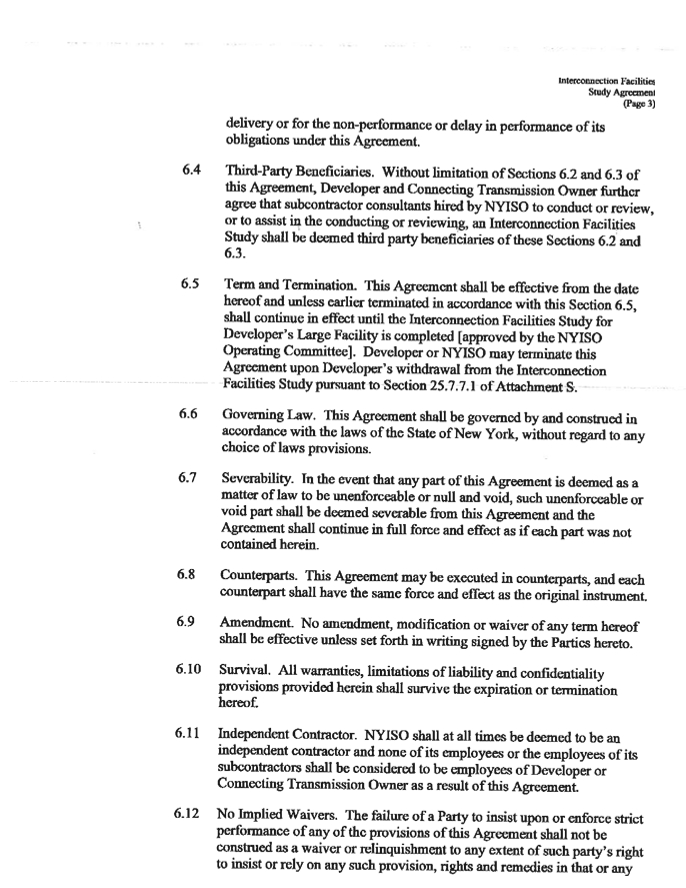 Interconnection Facilities
Study Agreement
(Page 3)
delivery or for the non-performance or delay in performance of its
obligations under this Agreement.
6.4 Third-Party Beneficiaries. Without limitation of Sections 6.2 and 6.3 of
this Agreement, Developer and Connecting Transmission Owner further
agree that subcontractor consultants hired by NYISO to conduct or review,
or to assist in the conducting or reviewing, an Interconnection Facilities
Study shall be deemed third party beneficiaries of these Sections 6.2 and
6.3.
6.5 Term and Termination. This Agreement shall be effective from the date
hereof and unless earlier terminated in accordance with this Section 6.5,
shall continue in effect until the Interconnection Facilities Study for
Developer's Large Facility is completed [approved by the NYISO
Operating Committee]. Developer or NYISO may terminate this
Agreement upon Developer's withdrawal from the Interconnection
Facilities Study pursuant to Section 25.7.7.1 of Attachment S.
6.6 Governing Law. This Agreement shall be governed by and construed in
accordance with the laws of the State of New York, without regard to any
choice of laws provisions.
6.7 Severability. In the event that any part of this Agreement is deemed as a
matter of law to be unenforceable or null and void, such unenforceable or
void part shall be deemed severable from this Agreement and the
Agreement shall continue in full force and effect as if each part was not
contained herein.
6.8 Counterparts. This Agreement may be executed in counterparts, and each
counterpart shall have the same force and effect as the original instrument.
6.9 Amendment. No amendment, modification or waiver of any term hereof
shall be effective unless set forth in writing signed by the Parties hereto.
6.10 Survival. All warranties, limitations of liability and confidentiality
provisions provided herein shall survive the expiration or termination
hereof.
6.11 Independent Contractor. NYISO shall at all times be deemed to be an
independent contractor and none of its employees or the employees of its
subcontractors shall be considered to be employees of Developer or
Connecting Transmission Owner as a result of this Agreement.
6.12 No Implied Waivers. The failure of a Party to insist upon or enforce strict
performance of any of the provisions of this Agreement shall not be
construed as a waiver or relinquishment to any extent of such party's right
to insist or rely on any such provision, rights and remedies in that or any